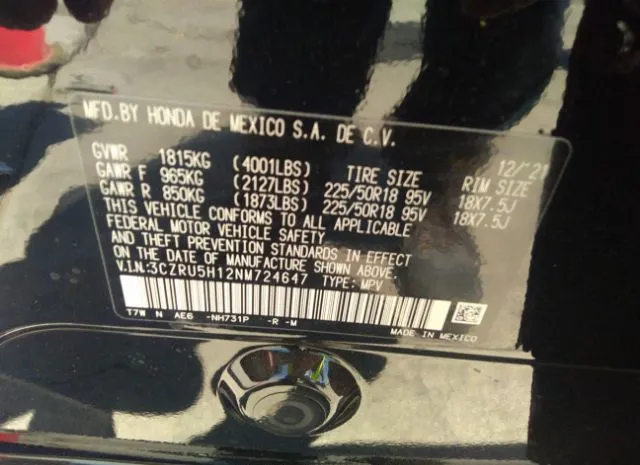 MFD.BY HONDA DE MEXICO S.A. DE C.V.
12/'21
GVWR 1815KG (4001LBS) TIRE SIZE RIM SIZE
GAWR F 965KG (2127LBS) 225/50R18 95V 18X7.5J
GAWR R 850KG (1873LBS) 225/50R18 95V 18X7.5J
THIS VEHICLE CONFORMS TO ALL APPLICABLE
FEDERAL MOTOR VEHICLE SAFETY
AND THEFT PREVENTION STANDARDS IN EFFECT
ON THE DATE OF MANUFACTURE SHOWN ABOVE.
V.I.N:3CZRU5H12NM724647 TYPE: MPV
T7W N AE6 -NH731P -R -M MADE IN MEXICO